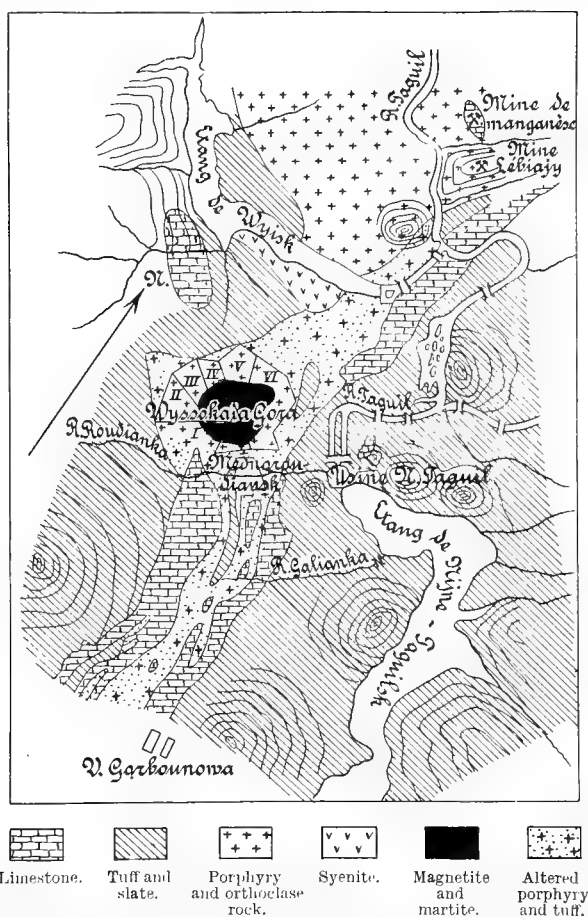 R. Taguil
Mine de
manganèse
Mine
Lébiajy
Etang de Wyisk
N.
II
III
IV
V
VI
I
Wyssokaïa Gora
R. Taguil
R. Roudianka
Mednoroudiansk
Usine N. Taguil
Etang de Nijne-Taguilsk
R. Galianka
V. Gorbounowa
Limestone.
Tuff and
slate.
Porphyry
and orthoclase
rock.
Syenite.
Magnetite
and
martite.
Altered
porphyry
and tuff.